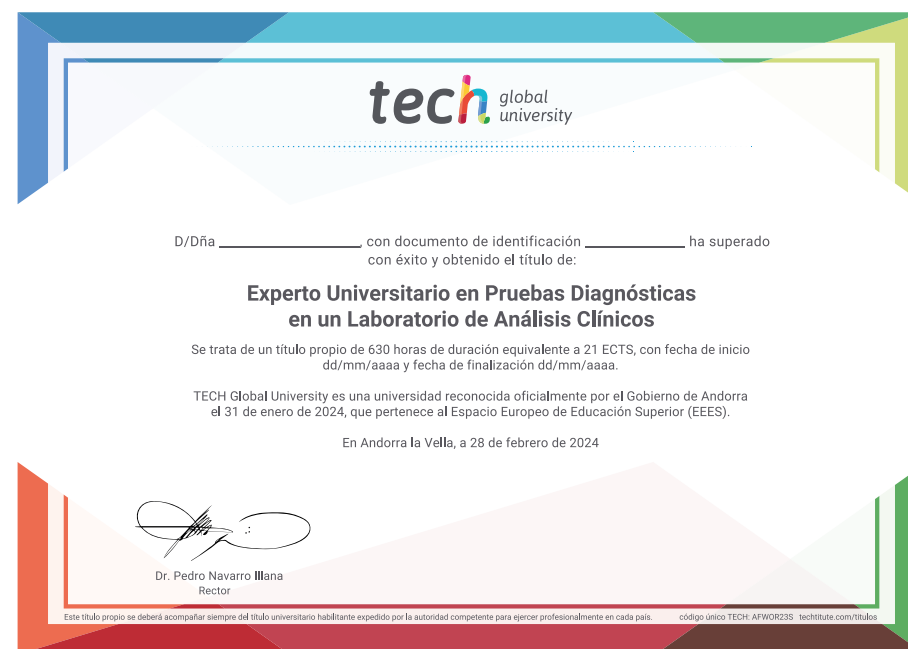 tech global university
D/Dña ____________________, con documento de identificación ______________ ha superado
con éxito y obtenido el título de:
Experto Universitario en Pruebas Diagnósticas
en un Laboratorio de Análisis Clínicos
Se trata de un título propio de 630 horas de duración equivalente a 21 ECTS, con fecha de inicio
dd/mm/aaaa y fecha de finalización dd/mm/aaaa.
TECH Global University es una universidad reconocida oficialmente por el Gobierno de Andorra
el 31 de enero de 2024, que pertenece al Espacio Europeo de Educación Superior (EEES).
En Andorra la Vella, a 28 de febrero de 2024
Dr. Pedro Navarro Illana
Rector
Este título propio se deberá acompañar siempre del título universitario habilitante expedido por la autoridad competente para ejercer profesionalmente en cada país. código único TECH: AFWOR23S techtitute.com/titulos